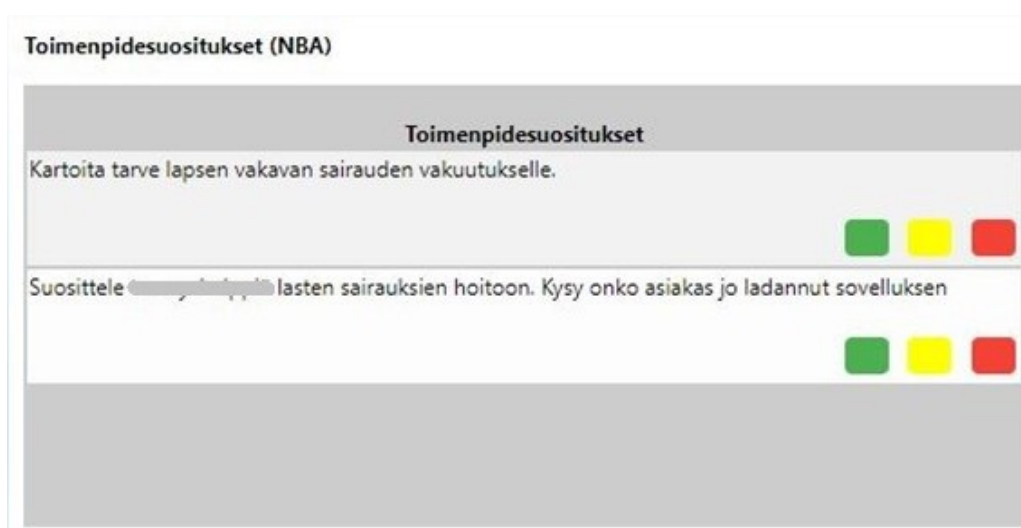 Toimenpidesuositukset (NBA)
Toimenpidesuositukset
Kartoita tarve lapsen vakavan sairauden vakuutukselle.
Suosittele lasten sairauksien hoitoon. Kysy onko asiakas jo ladannut sovelluksen